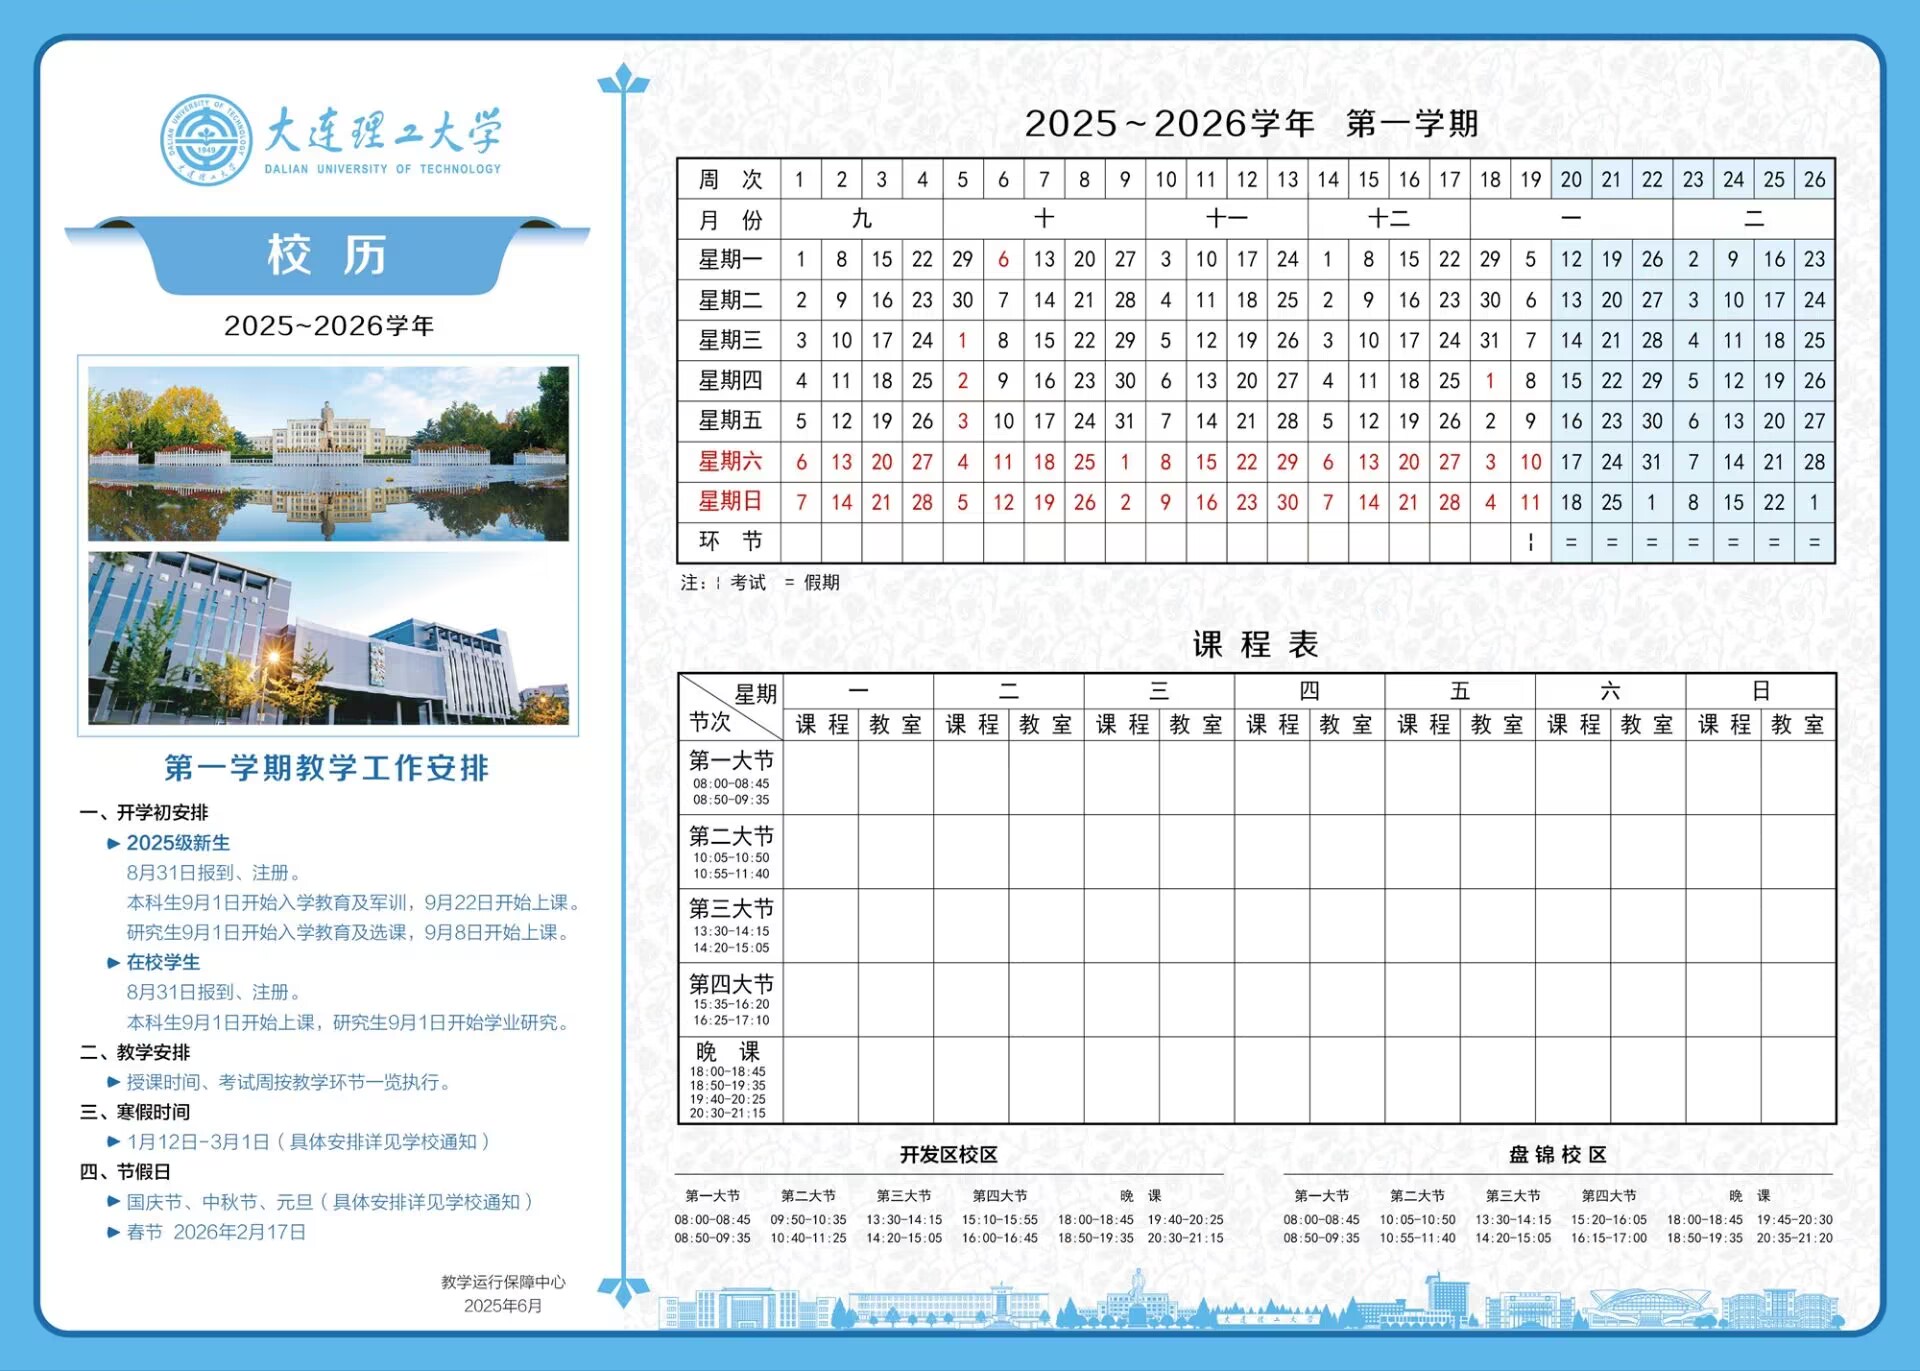 大连理工大学
DALIAN UNIVERSITY OF TECHNOLOGY
校 历
2025~2026学年
第一学期教学工作安排
一、开学初安排
2025级新生
8月31日报到、注册。
本科生9月1日开始入学教育及军训，9月22日开始上课。
研究生9月1日开始入学教育及选课，9月8日开始上课。
在校学生
8月31日报到、注册。
本科生9月1日开始上课，研究生9月1日开始学业研究。
二、教学安排
授课时间、考试周按教学环节一览执行。
三、寒假时间
1月12日-3月1日（具体安排详见学校通知）
四、节假日
国庆节、中秋节、元旦（具体安排详见学校通知）
春节 2026年2月17日
教学运行保障中心
2025年6月
2025~2026学年 第一学期
周 次 1 2 3 4 5 6 7 8 9 10 11 12 13 14 15 16 17 18 19 20 21 22 23 24 25 26
月 份 九 十 十一 十二 一 二
星期一 1 8 15 22 29 6 13 20 27 3 10 17 24 1 8 15 22 29 5 12 19 26 2 9 16 23
星期二 2 9 16 23 30 7 14 21 28 4 11 18 25 2 9 16 23 30 6 13 20 27 3 10 17 24
星期三 3 10 17 24 1 8 15 22 29 5 12 19 26 3 10 17 24 31 7 14 21 28 4 11 18 25
星期四 4 11 18 25 2 9 16 23 30 6 13 20 27 4 11 18 25 1 8 15 22 29 5 12 19 26
星期五 5 12 19 26 3 10 17 24 31 7 14 21 28 5 12 19 26 2 9 16 23 30 6 13 20 27
星期六 6 13 20 27 4 11 18 25 1 8 15 22 29 6 13 20 27 3 10 17 24 31 7 14 21 28
星期日 7 14 21 28 5 12 19 26 2 9 16 23 30 7 14 21 28 4 11 18 25 1 8 15 22 1
环 节 ¦ = = = = = = =
注：¦ 考试 = 假期
课 程 表
星期 一 二 三 四 五 六 日
节次 课程 教室 课程 教室 课程 教室 课程 教室 课程 教室 课程 教室 课程 教室
第一大节
08:00-08:45
08:50-09:35
第二大节
10:05-10:50
10:55-11:40
第三大节
13:30-14:15
14:20-15:05
第四大节
15:35-16:20
16:25-17:10
晚 课
18:00-18:45
18:50-19:35
19:40-20:25
20:30-21:15
开发区校区
第一大节 第二大节 第三大节 第四大节 晚 课
08:00-08:45 09:50-10:35 13:30-14:15 15:10-15:55 18:00-18:45 19:40-20:25
08:50-09:35 10:40-11:25 14:20-15:05 16:00-16:45 18:50-19:35 20:30-21:15
盘锦校区
第一大节 第二大节 第三大节 第四大节 晚 课
08:00-08:45 10:05-10:50 13:30-14:15 15:20-16:05 18:00-18:45 19:45-20:30
08:50-09:35 10:55-11:40 14:20-15:05 16:15-17:00 18:50-19:35 20:35-21:20
大连理工大学